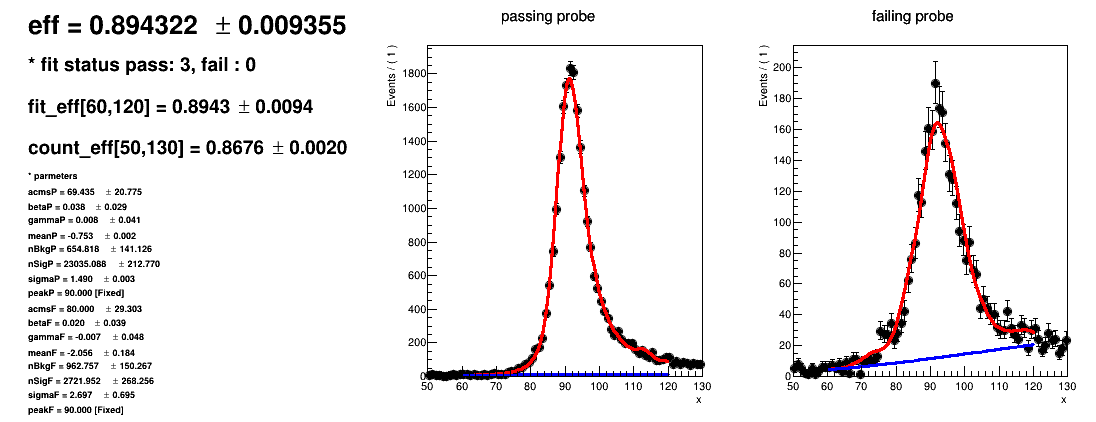 eff = 0.894322 ± 0.009355
* fit status pass: 3, fail : 0
fit_eff[60,120] = 0.8943 ± 0.0094
count_eff[50,130] = 0.8676 ± 0.0020
* parmeters
acmsP = 69.435 ± 20.775
betaP = 0.038 ± 0.029
gammaP = 0.008 ± 0.041
meanP = -0.753 ± 0.002
nBkgP = 654.818 ± 141.126
nSigP = 23035.088 ± 212.770
sigmaP = 1.490 ± 0.003
peakP = 90.000 [Fixed]
acmsF = 80.000 ± 29.303
betaF = 0.020 ± 0.039
gammaF = -0.007 ± 0.048
meanF = -2.056 ± 0.184
nBkgF = 962.757 ± 150.267
nSigF = 2721.952 ± 268.256
sigmaF = 2.697 ± 0.695
peakF = 90.000 [Fixed]
passing probe
Events / ( 1 )
1800
1600
1400
1200
1000
800
600
400
200
0
50 60 70 80 90 100 110 120 130
x
failing probe
Events / ( 1 )
200
180
160
140
120
100
80
60
40
20
0
50 60 70 80 90 100 110 120 130
x